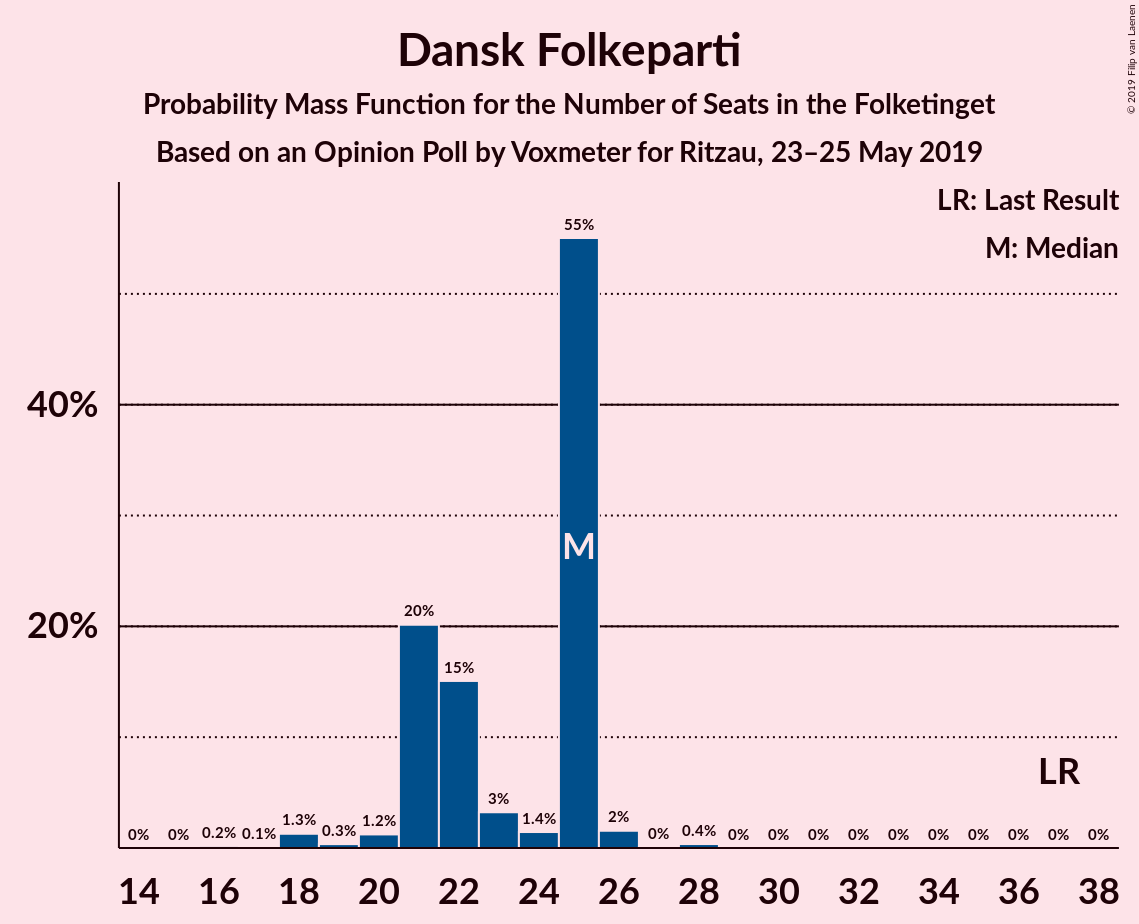 Dansk Folkeparti
Probability Mass Function for the Number of Seats in the Folketinget
Based on an Opinion Poll by Voxmeter for Ritzau, 23–25 May 2019
© 2019 Filip van Laenen
LR: Last Result
M: Median
55%
40%
M
20%
20%
15%
LR
3%
2%
1.3%
1.2%
1.4%
0% 0% 0.2% 0.1% 0.3% 0% 0.4% 0% 0% 0% 0% 0% 0% 0% 0% 0% 0%
14 16 18 20 22 24 26 28 30 32 34 36 38